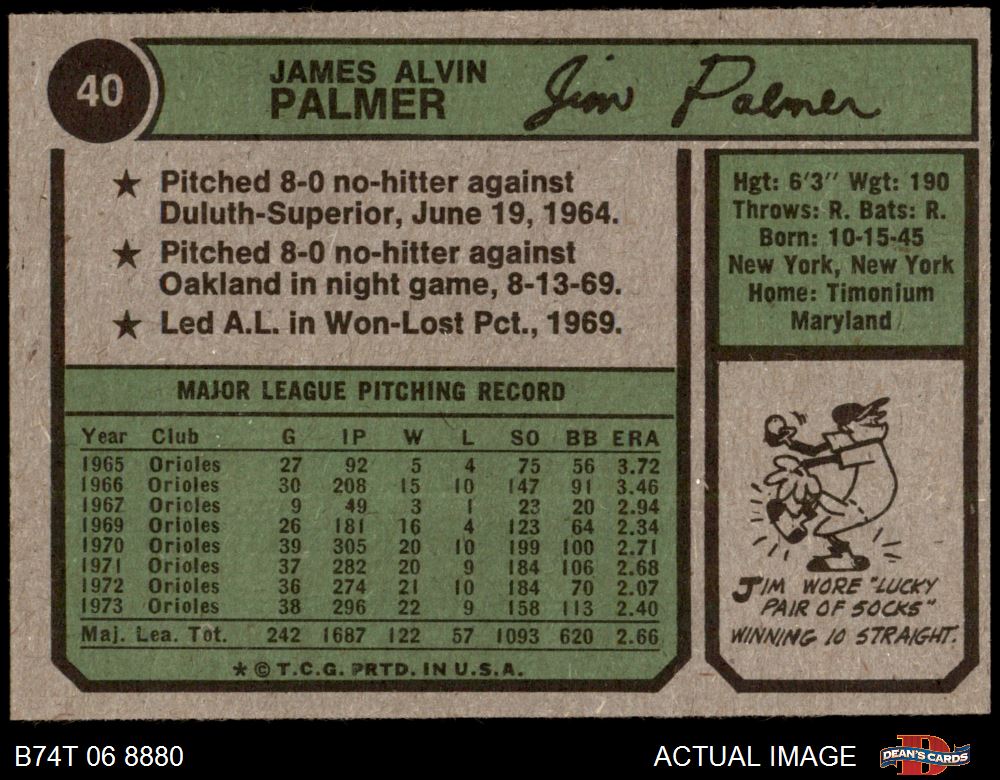 40
JAMES ALVIN
PALMER
Jim Palmer
★ Pitched 8-0 no-hitter against
Duluth-Superior, June 19, 1964.
★ Pitched 8-0 no-hitter against
Oakland in night game, 8-13-69.
★ Led A.L. in Won-Lost Pct., 1969.
Hgt: 6'3" Wgt: 190
Throws: R. Bats: R.
Born: 10-15-45
New York, New York
Home: Timonium
Maryland
MAJOR LEAGUE PITCHING RECORD
Year Club G IP W L SO BB ERA
1965 Orioles 27 92 5 4 75 56 3.72
1966 Orioles 30 208 15 10 147 91 3.46
1967 Orioles 9 49 3 1 23 20 2.94
1969 Orioles 26 181 16 4 123 64 2.34
1970 Orioles 39 305 20 10 199 100 2.71
1971 Orioles 37 282 20 9 184 106 2.68
1972 Orioles 36 274 21 10 184 70 2.07
1973 Orioles 38 296 22 9 158 113 2.40
Maj. Lea. Tot. 242 1687 122 57 1093 620 2.66
* © T.C.G. PRTD. IN U.S.A.
JIM WORE "LUCKY
PAIR OF SOCKS"
WINNING 10 STRAIGHT.
B74T 06 8880
ACTUAL IMAGE
DEAN'S CARDS